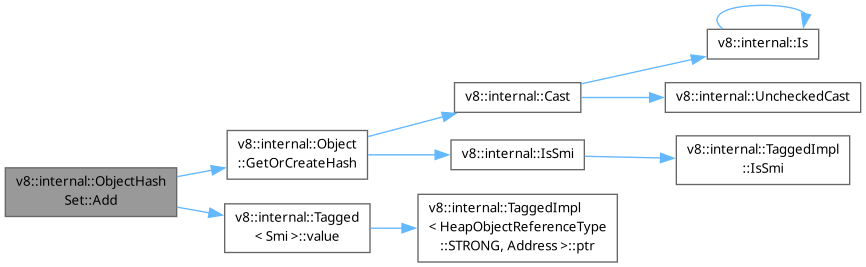 v8::internal::Is
v8::internal::Cast
v8::internal::UncheckedCast
v8::internal::Object
::GetOrCreateHash
v8::internal::IsSmi
v8::internal::TaggedImpl
::IsSmi
v8::internal::ObjectHash
Set::Add
v8::internal::Tagged
< Smi >::value
v8::internal::TaggedImpl
< HeapObjectReferenceType
::STRONG, Address >::ptr